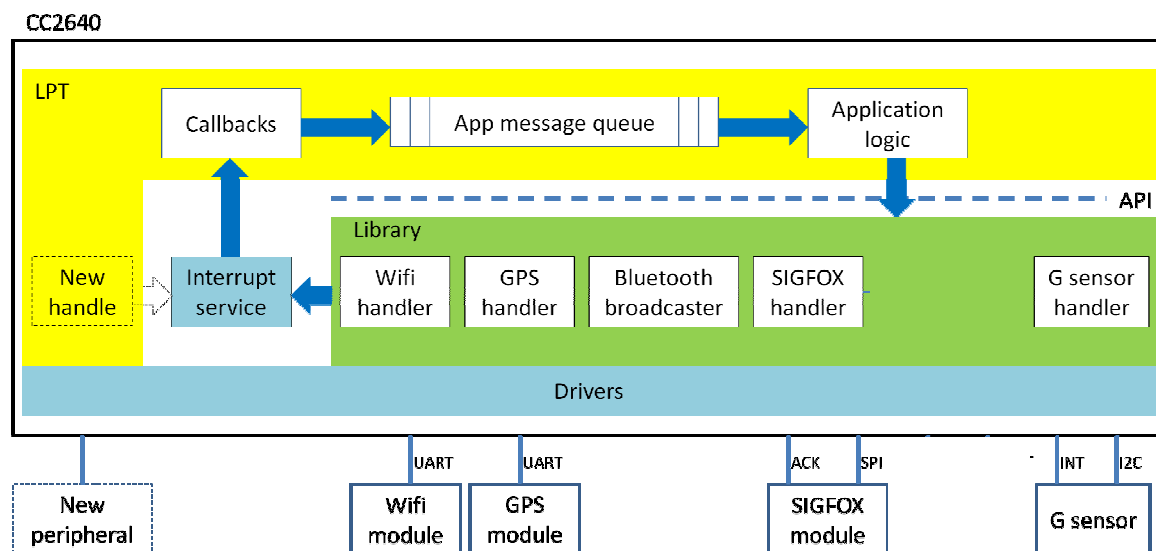 CC2640
LPT
Callbacks
App message queue
Application
logic
API
Library
New
handle
Interrupt
service
Wifi
handler
GPS
handler
Bluetooth
broadcaster
SIGFOX
handler
G sensor
handler
Drivers
UART
UART
ACK
SPI
INT
I2C
New
peripheral
Wifi
module
GPS
module
SIGFOX
module
G sensor